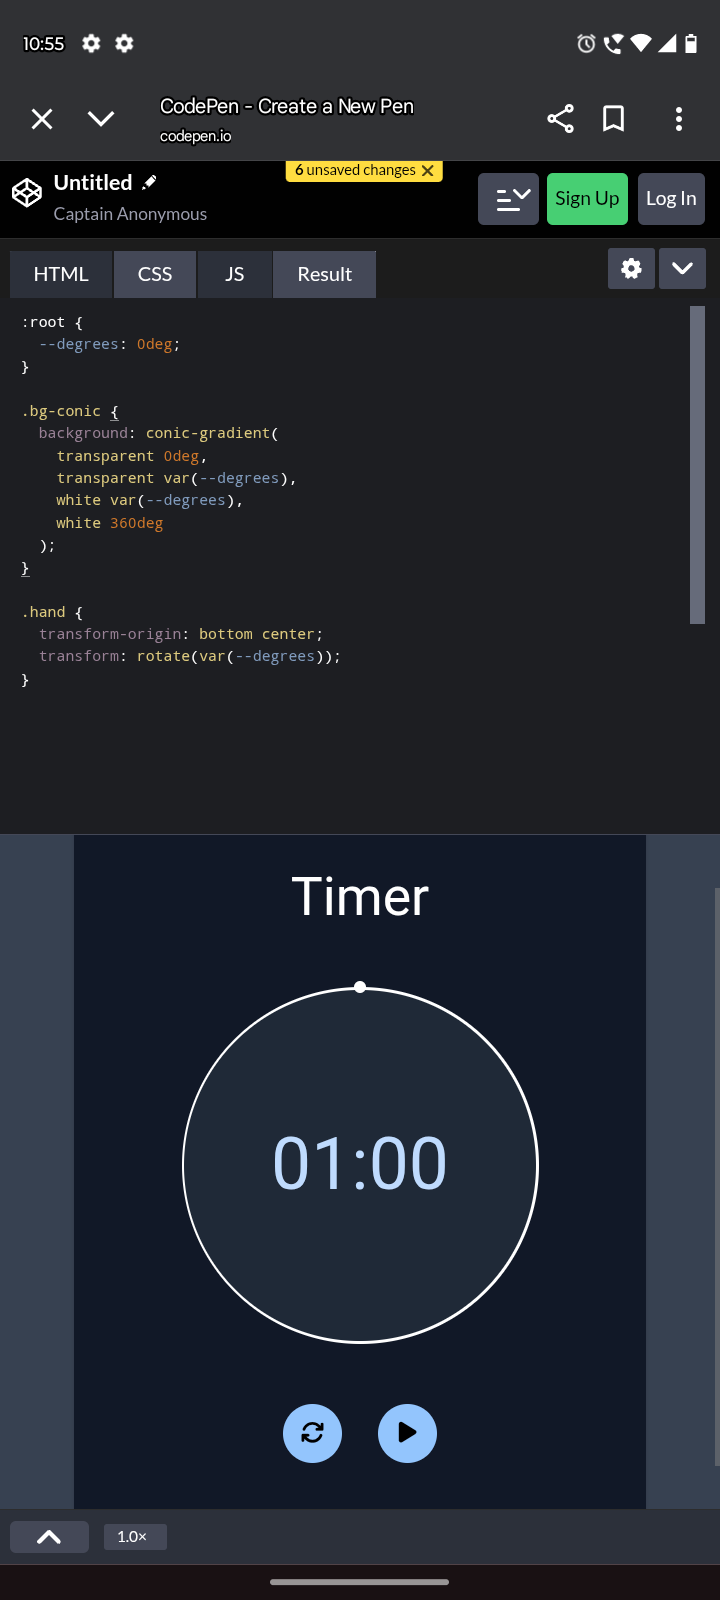 10:55
CodePen - Create a New Pen
codepen.io
6 unsaved changes
Untitled
Captain Anonymous
Sign Up
Log In
HTML
CSS
JS
Result
:root {
  --degrees: 0deg;
}
.bg-conic {
  background: conic-gradient(
    transparent 0deg,
    transparent var(--degrees),
    white var(--degrees),
    white 360deg
  );
}
.hand {
  transform-origin: bottom center;
  transform: rotate(var(--degrees));
}
Timer
01:00
1.0×